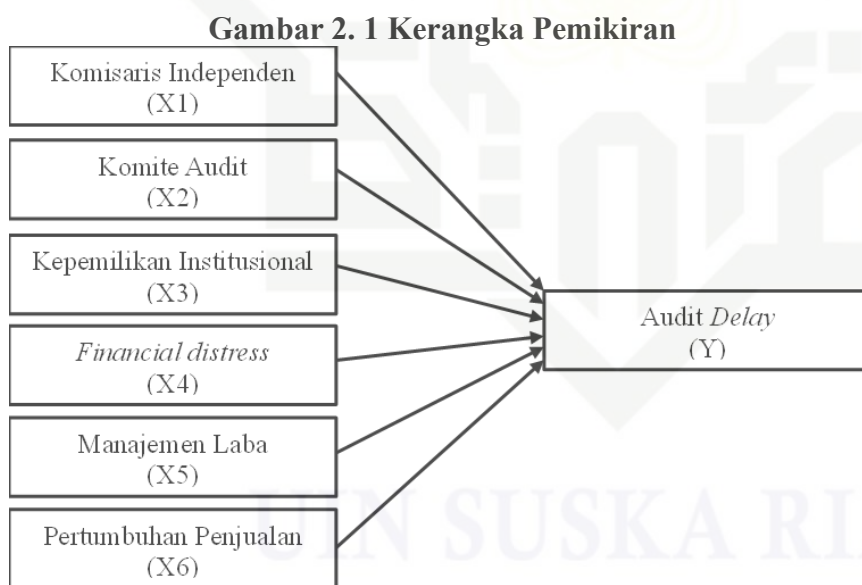 Gambar 2. 1 Kerangka Pemikiran
Komisaris Independen
(X1)
Komite Audit
(X2)
Kepemilikan Institusional
(X3)
Financial distress
(X4)
Manajemen Laba
(X5)
Pertumbuhan Penjualan
(X6)
Audit Delay
(Y)
UIN SUSKA RI